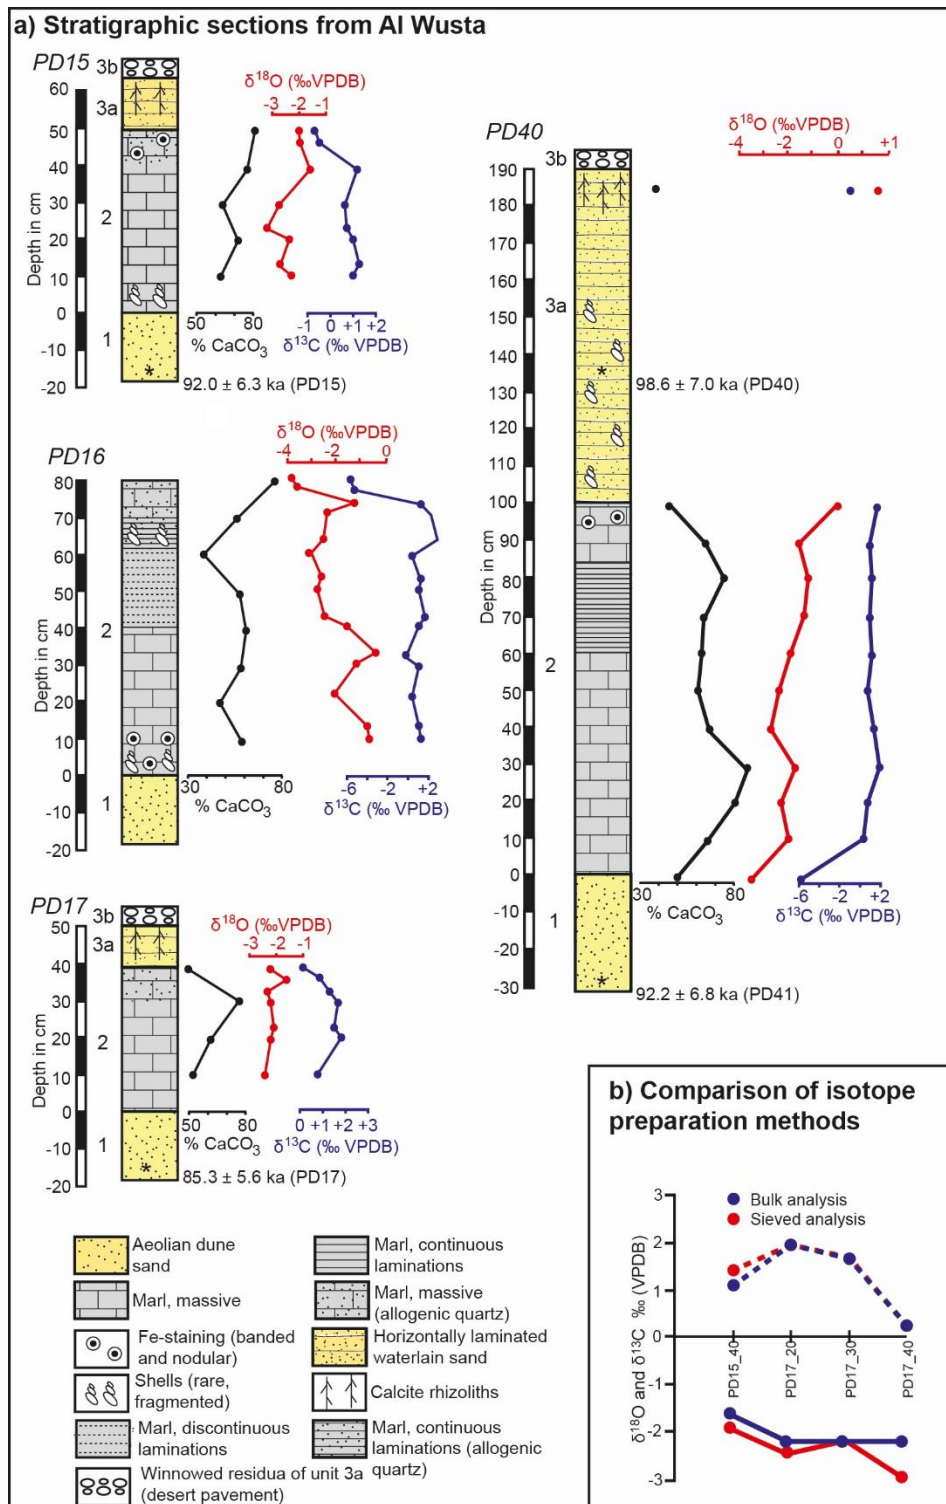 a) Stratigraphic sections from Al Wusta
PD15
3b
3a
2
1
Depth in cm
60
50
40
30
20
10
0
-10
-20
δ18O (‰VPDB)
-3 -2 -1
50 80
% CaCO3
-1 0 +1 +2
δ13C (‰ VPDB)
92.0 ± 6.3 ka (PD15)
*
PD16
2
1
Depth in cm
80
70
60
50
40
30
20
10
0
-10
-20
δ18O (‰VPDB)
-4 -2 0
30 80
% CaCO3
-6 -2 +2
δ13C (‰ VPDB)
PD17
3b
3a
2
1
Depth in cm
50
40
30
20
10
0
-10
-20
δ18O (‰VPDB)
-3 -2 -1
50 80
% CaCO3
0 +1 +2 +3
δ13C (‰ VPDB)
85.3 ± 5.6 ka (PD17)
*
PD40
3b
3a
2
1
Depth in cm
Depth in cm
190
180
170
160
150
140
130
120
110
100
90
80
70
60
50
40
30
20
10
0
-10
-20
-30
δ18O (‰VPDB)
-4 -2 0 +1
*
98.6 ± 7.0 ka (PD40)
30 80
% CaCO3
-6 +2
δ13C (‰ VPDB)
*
92.2 ± 6.8 ka (PD41)
Aeolian dune
sand
Marl, massive
Fe-staining (banded
and nodular)
Shells (rare,
fragmented)
Marl, discontinuous
laminations
Winnowed residua of unit 3a
(desert pavement)
Marl, continuous
laminations
Marl, massive
(allogenic quartz)
Horizontally laminated
waterlain sand
Calcite rhizoliths
Marl, continuous
laminations (allogenic
quartz)
b) Comparison of isotope
preparation methods
Bulk analysis
Sieved analysis
δ18O and δ13C ‰ (VPDB)
3
2
1
0
-1
-2
-3
PD15_40
PD17_20
PD17_30
PD17_40